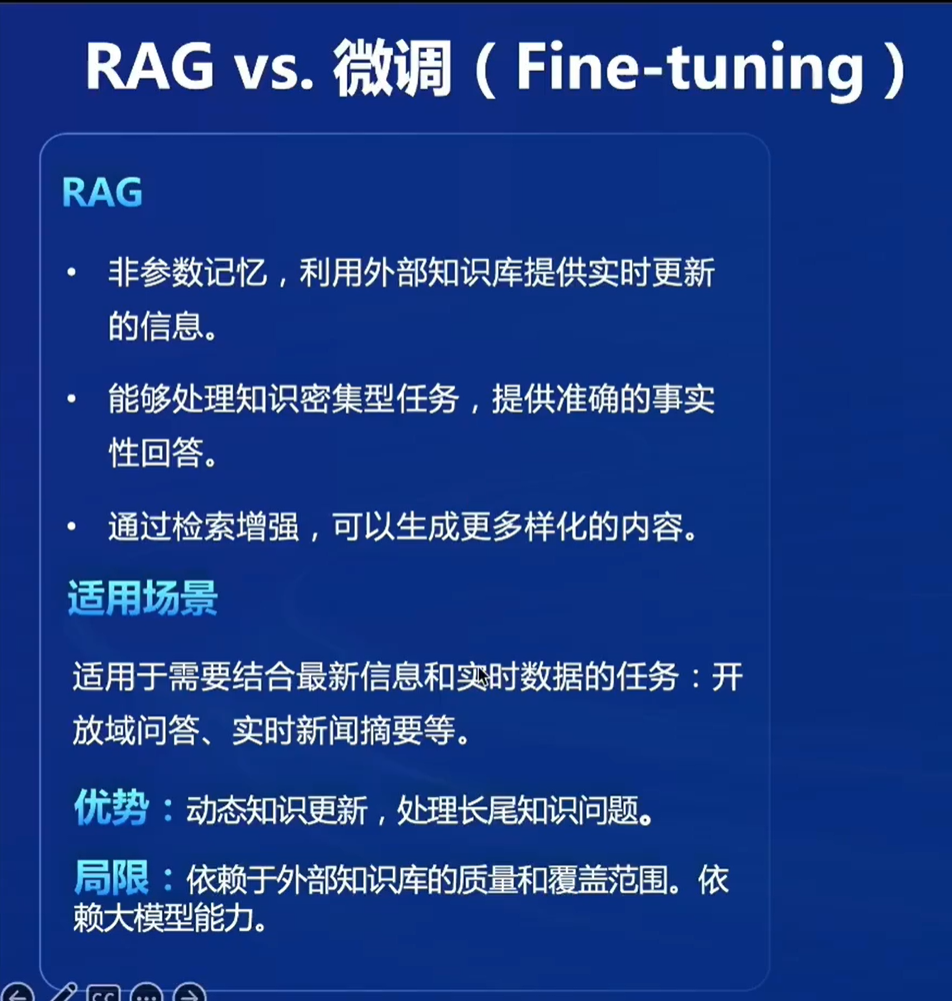 RAG vs. 微调（Fine-tuning）
RAG
• 非参数记忆，利用外部知识库提供实时更新
的信息。
• 能够处理知识密集型任务，提供准确的事实
性回答。
• 通过检索增强，可以生成更多样化的内容。
适用场景
适用于需要结合最新信息和实时数据的任务：开
放域问答、实时新闻摘要等。
优势：动态知识更新，处理长尾知识问题。
局限：依赖于外部知识库的质量和覆盖范围。依
赖大模型能力。
CC